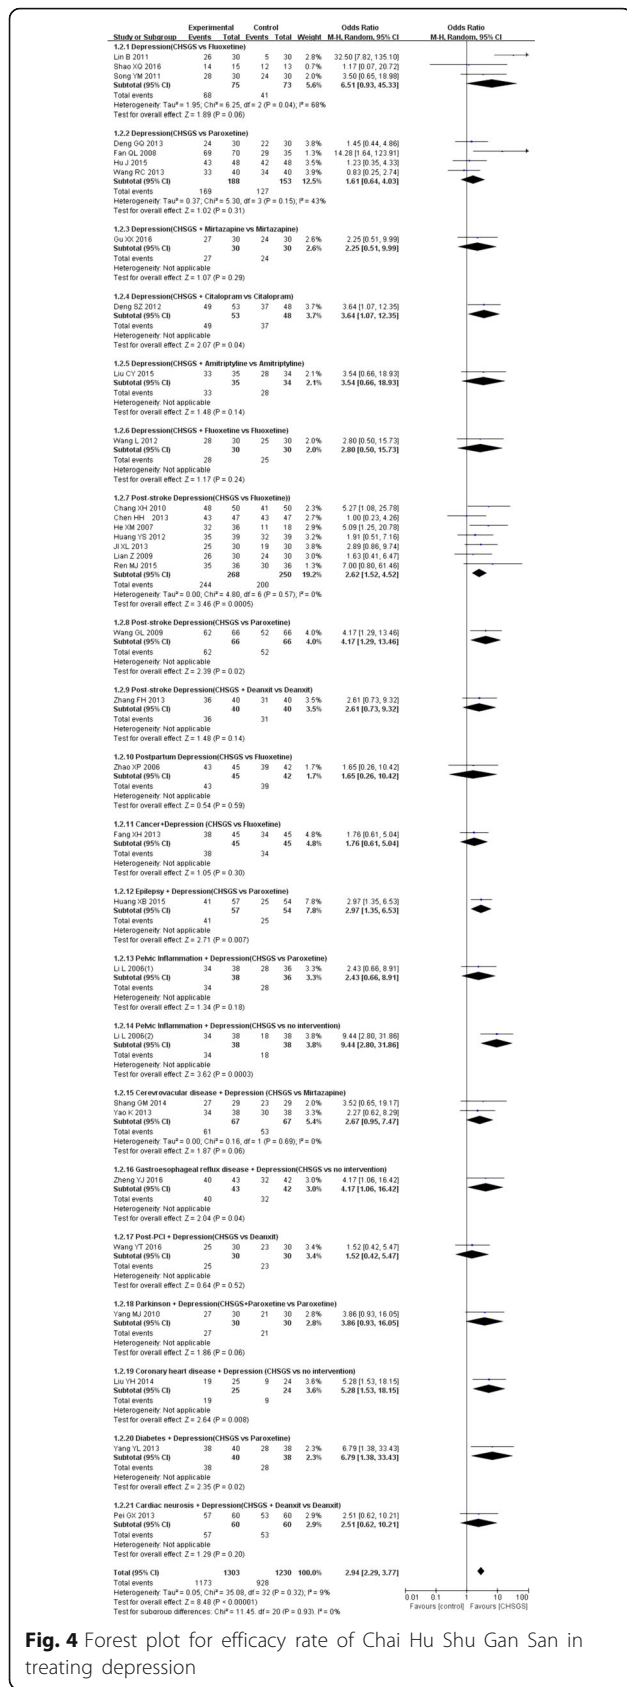 Experimental Control Odds Ratio Odds Ratio
Study or Subgroup Events Total Events Total Weight M-H, Random, 95% CI M-H, Random, 95% CI
1.2.1 Depression(CHSGS vs Fluoxetine)
Lin B 2011 26 30 5 30 2.8% 32.50 [7.82, 135.10]
Shao XQ 2016 14 15 12 13 0.7% 1.17 [0.07, 20.72]
Song YM 2011 28 30 24 30 2.0% 3.50 [0.65, 18.98]
Subtotal (95% CI) 75 73 5.6% 6.51 [0.93, 45.33]
Total events 68 41
Heterogeneity: Tau² = 1.95; Chi² = 6.25, df = 2 (P = 0.04); I² = 68%
Test for overall effect: Z = 1.89 (P = 0.06)
1.2.2 Depression(CHSGS vs Paroxetine)
Deng GQ 2013 24 30 22 30 3.8% 1.45 [0.44, 4.86]
Fan QL 2008 69 70 29 35 1.3% 14.28 [1.64, 123.91]
Hu J 2015 43 48 42 48 3.6% 1.23 [0.35, 4.33]
Wang RC 2013 33 40 34 40 3.9% 0.83 [0.25, 2.74]
Subtotal (95% CI) 188 153 12.5% 1.61 [0.64, 4.03]
Total events 169 127
Heterogeneity: Tau² = 0.37; Chi² = 5.30, df = 3 (P = 0.15); I² = 43%
Test for overall effect: Z = 1.02 (P = 0.31)
1.2.3 Depression(CHSGS + Mirtazapine vs Mirtazapine)
Gu XX 2016 27 30 24 30 2.6% 2.25 [0.51, 9.99]
Subtotal (95% CI) 30 30 2.6% 2.25 [0.51, 9.99]
Total events 27 24
Heterogeneity: Not applicable
Test for overall effect: Z = 1.07 (P = 0.29)
1.2.4 Depression(CHSGS + Citalopram vs Citalopram)
Deng SZ 2012 49 53 37 48 3.7% 3.64 [1.07, 12.35]
Subtotal (95% CI) 53 48 3.7% 3.64 [1.07, 12.35]
Total events 49 37
Heterogeneity: Not applicable
Test for overall effect: Z = 2.07 (P = 0.04)
1.2.5 Depression(CHSGS + Amitriptyline vs Amitriptyline)
Liu CY 2015 33 35 28 34 2.1% 3.54 [0.66, 18.93]
Subtotal (95% CI) 35 34 2.1% 3.54 [0.66, 18.93]
Total events 33 28
Heterogeneity: Not applicable
Test for overall effect: Z = 1.48 (P = 0.14)
1.2.6 Depression(CHSGS + Fluoxetine vs Fluoxetine)
Wang L 2012 28 30 25 30 2.0% 2.80 [0.50, 15.73]
Subtotal (95% CI) 30 30 2.0% 2.80 [0.50, 15.73]
Total events 28 25
Heterogeneity: Not applicable
Test for overall effect: Z = 1.17 (P = 0.24)
1.2.7 Post-stroke Depression(CHSGS vs Fluoxetine))
Chang XH 2010 48 50 41 50 2.3% 5.27 [1.08, 25.78]
Chen HH 2013 43 47 43 47 2.7% 1.00 [0.23, 4.26]
He XM 2007 32 36 11 18 2.9% 5.09 [1.25, 20.78]
Huang YS 2012 35 39 32 39 3.2% 1.91 [0.51, 7.16]
JI XL 2013 25 30 19 30 3.7% 2.89 [0.86, 9.74]
Lian Z 2009 26 30 24 30 3.0% 1.63 [0.41, 6.47]
Ren MJ 2015 35 36 30 36 1.4% 7.00 [0.80, 61.46]
Subtotal (95% CI) 268 250 19.2% 2.62 [1.52, 4.52]
Total events 244 200
Heterogeneity: Tau² = 0.00; Chi² = 4.80, df = 6 (P = 0.57); I² = 0%
Test for overall effect: Z = 3.46 (P = 0.0005)
1.2.8 Post-stroke Depression(CHSGS vs Paroxetine)
Wang GL 2009 62 66 52 66 4.0% 4.17 [1.29, 13.46]
Subtotal (95% CI) 66 66 4.0% 4.17 [1.29, 13.46]
Total events 62 52
Heterogeneity: Not applicable
Test for overall effect: Z = 2.39 (P = 0.02)
1.2.9 Post-stroke Depression(CHSGS + Deanxit vs Deanxit)
Zhang FH 2013 36 40 31 40 3.5% 2.61 [0.73, 9.32]
Subtotal (95% CI) 40 40 3.5% 2.61 [0.73, 9.32]
Total events 36 31
Heterogeneity: Not applicable
Test for overall effect: Z = 1.48 (P = 0.14)
1.2.10 Postpartum Depression(CHSGS vs Fluoxetine)
Zhao XP 2006 43 45 39 42 1.7% 1.65 [0.26, 10.42]
Subtotal (95% CI) 45 42 1.7% 1.65 [0.26, 10.42]
Total events 43 39
Heterogeneity: Not applicable
Test for overall effect: Z = 0.54 (P = 0.59)
1.2.11 Cancer+Depression (CHSGS vs Fluoxetine)
Fang XH 2013 38 45 34 45 4.8% 1.76 [0.61, 5.04]
Subtotal (95% CI) 45 45 4.8% 1.76 [0.61, 5.04]
Total events 38 34
Heterogeneity: Not applicable
Test for overall effect: Z = 1.05 (P = 0.30)
1.2.12 Epilepsy + Depression(CHSGS vs Paroxetine)
Huang XB 2015 41 57 25 54 7.8% 2.97 [1.35, 6.53]
Subtotal (95% CI) 57 54 7.8% 2.97 [1.35, 6.53]
Total events 41 25
Heterogeneity: Not applicable
Test for overall effect: Z = 2.71 (P = 0.007)
1.2.13 Pelvic Inflammation + Depression(CHSGS vs Paroxetine)
Li L 2006(1) 34 38 28 36 3.3% 2.43 [0.66, 8.91]
Subtotal (95% CI) 38 36 3.3% 2.43 [0.66, 8.91]
Total events 34 28
Heterogeneity: Not applicable
Test for overall effect: Z = 1.34 (P = 0.18)
1.2.14 Pelvic Inflammation + Depression(CHSGS vs no intervention)
Li L 2006(2) 34 38 18 38 3.8% 9.44 [2.80, 31.86]
Subtotal (95% CI) 38 38 3.8% 9.44 [2.80, 31.86]
Total events 34 18
Heterogeneity: Not applicable
Test for overall effect: Z = 3.62 (P = 0.0003)
1.2.15 Cerevrovacular disease + Depression (CHSGS vs Mirtazapine)
Shang GM 2014 27 29 23 29 2.0% 3.52 [0.65, 19.17]
Yao K 2013 34 38 30 38 3.3% 2.27 [0.62, 8.29]
Subtotal (95% CI) 67 67 5.4% 2.67 [0.95, 7.47]
Total events 61 53
Heterogeneity: Tau² = 0.00; Chi² = 0.16, df = 1 (P = 0.69); I² = 0%
Test for overall effect: Z = 1.87 (P = 0.06)
1.2.16 Gastroesophageal reflux disease + Depression(CHSGS vs no intervention)
Zheng YJ 2016 40 43 32 42 3.0% 4.17 [1.06, 16.42]
Subtotal (95% CI) 43 42 3.0% 4.17 [1.06, 16.42]
Total events 40 32
Heterogeneity: Not applicable
Test for overall effect: Z = 2.04 (P = 0.04)
1.2.17 Post-PCI + Depression(CHSGS vs Deanxit)
Wang YT 2016 25 30 23 30 3.4% 1.52 [0.42, 5.47]
Subtotal (95% CI) 30 30 3.4% 1.52 [0.42, 5.47]
Total events 25 23
Heterogeneity: Not applicable
Test for overall effect: Z = 0.64 (P = 0.52)
1.2.18 Parkinson + Depression(CHSGS+Paroxetine vs Paroxetine)
Yang MJ 2010 27 30 21 30 2.8% 3.86 [0.93, 16.05]
Subtotal (95% CI) 30 30 2.8% 3.86 [0.93, 16.05]
Total events 27 21
Heterogeneity: Not applicable
Test for overall effect: Z = 1.86 (P = 0.06)
1.2.19 Coronary heart disease + Depression (CHSGS vs no intervention)
Liu YH 2014 19 25 9 24 3.6% 5.28 [1.53, 18.15]
Subtotal (95% CI) 25 24 3.6% 5.28 [1.53, 18.15]
Total events 19 9
Heterogeneity: Not applicable
Test for overall effect: Z = 2.64 (P = 0.008)
1.2.20 Diabetes + Depression(CHSGS vs Paroxetine)
Yang YL 2013 38 40 28 38 2.3% 6.79 [1.38, 33.43]
Subtotal (95% CI) 40 38 2.3% 6.79 [1.38, 33.43]
Total events 38 28
Heterogeneity: Not applicable
Test for overall effect: Z = 2.35 (P = 0.02)
1.2.21 Cardiac neurosis + Depression(CHSGS + Deanxit vs Deanxit)
Pei GX 2013 57 60 53 60 2.9% 2.51 [0.62, 10.21]
Subtotal (95% CI) 60 60 2.9% 2.51 [0.62, 10.21]
Total events 57 53
Heterogeneity: Not applicable
Test for overall effect: Z = 1.29 (P = 0.20)
Total (95% CI) 1303 1230 100.0% 2.94 [2.29, 3.77]
Total events 1173 928
Heterogeneity: Tau² = 0.05; Chi² = 35.08, df = 32 (P = 0.32); I² = 9%
Test for overall effect: Z = 8.48 (P < 0.00001)
Test for subgroup differences: Chi² = 11.45, df = 20 (P = 0.93), I² = 0%
0.01 0.1 1 10 100
Favours [control] Favours [CHSGS]
Fig. 4 Forest plot for efficacy rate of Chai Hu Shu Gan San in
treating depression